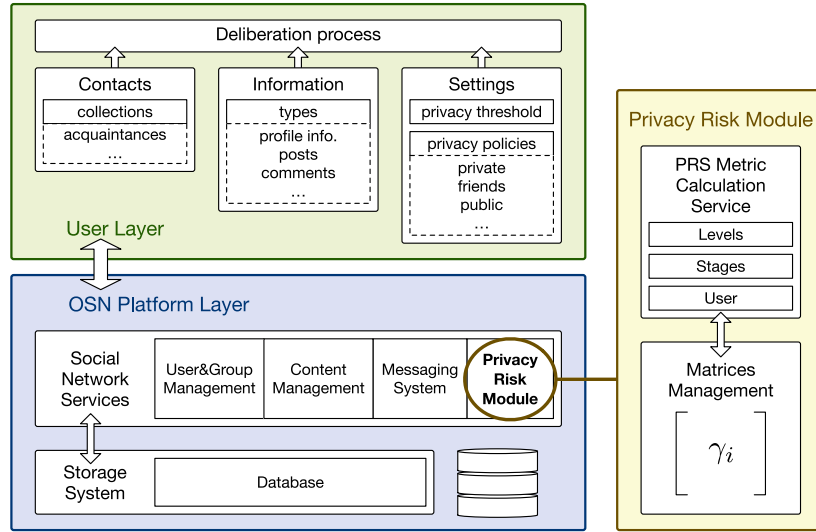 Deliberation process
Contacts
collections
acquaintances
...
Information
types
profile info.
posts
comments
...
Settings
privacy threshold
privacy policies
private
friends
public
...
User Layer
OSN Platform Layer
Social
Network
Services
User&Group
Management
Content
Management
Messaging
System
Privacy
Risk
Module
Storage
System
Database
Privacy Risk Module
PRS Metric
Calculation
Service
Levels
Stages
User
Matrices
Management
γi